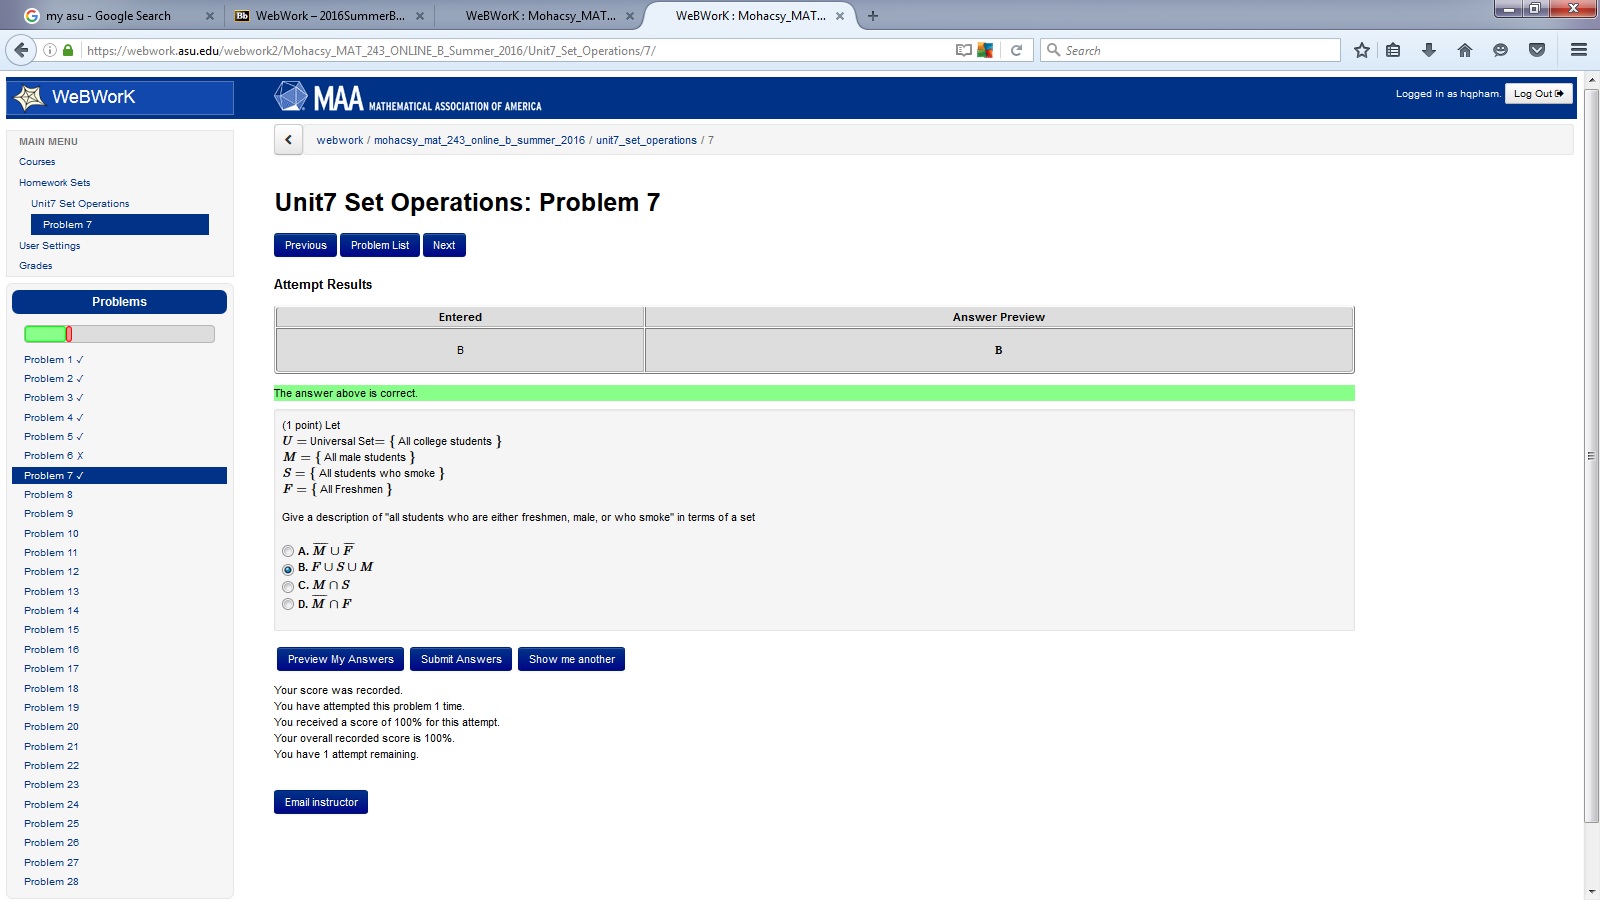 my asu - Google Search
WebWork – 2016SummerB...
WeBWorK : Mohacsy_MAT...
WeBWorK : Mohacsy_MAT...
https://webwork.asu.edu/webwork2/Mohacsy_MAT_243_ONLINE_B_Summer_2016/Unit7_Set_Operations/7/
Search
WeBWorK
MAA MATHEMATICAL ASSOCIATION OF AMERICA
Logged in as hqpham.
Log Out
MAIN MENU
Courses
Homework Sets
Unit7 Set Operations
Problem 7
User Settings
Grades
Problems
Problem 1 ✓
Problem 2 ✓
Problem 3 ✓
Problem 4 ✓
Problem 5 ✓
Problem 6 X
Problem 7 ✓
Problem 8
Problem 9
Problem 10
Problem 11
Problem 12
Problem 13
Problem 14
Problem 15
Problem 16
Problem 17
Problem 18
Problem 19
Problem 20
Problem 21
Problem 22
Problem 23
Problem 24
Problem 25
Problem 26
Problem 27
Problem 28
webwork / mohacsy_mat_243_online_b_summer_2016 / unit7_set_operations / 7
Unit7 Set Operations: Problem 7
Previous
Problem List
Next
Attempt Results
Entered
Answer Preview
B
B
The answer above is correct.
(1 point) Let
U = Universal Set= { All college students }
M = { All male students }
S = { All students who smoke }
F = { All Freshmen }
Give a description of "all students who are either freshmen, male, or who smoke" in terms of a set
A. M̅ ∪ F̅
B. F ∪ S ∪ M
C. M ∩ S
D. M̅ ∩ F
Preview My Answers
Submit Answers
Show me another
Your score was recorded.
You have attempted this problem 1 time.
You received a score of 100% for this attempt.
Your overall recorded score is 100%.
You have 1 attempt remaining.
Email instructor